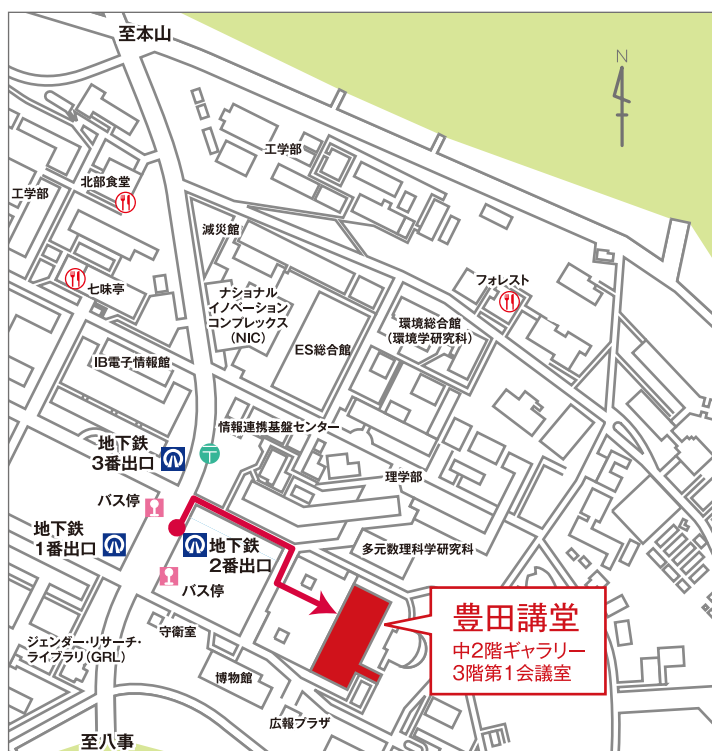 至本山
N
工学部
北部食堂
工学部
減災館
七味亭
フォレスト
ナショナル
イノベーション
コンプレックス
(NIC)
環境総合館
(環境学研究科)
ES総合館
IB電子情報館
情報連携基盤センター
地下鉄
3番出口
〒
理学部
バス停
地下鉄
1番出口
地下鉄
2番出口
多元数理科学研究科
バス停
豊田講堂
中2階ギャラリー
3階第1会議室
守衛室
ジェンダー・リサーチ・
ライブラリ(GRL)
博物館
広報プラザ
至八事